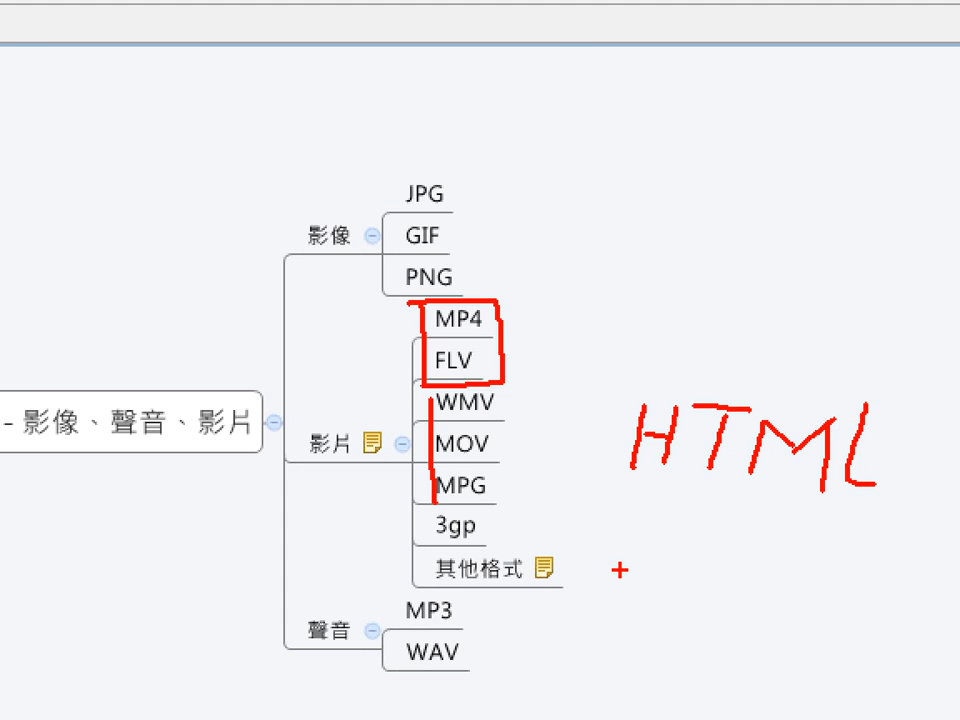 JPG
影像
GIF
PNG
MP4
FLV
WMV
- 影像、聲音、影片
HTML
影片
MOV
MPG
3gp
其他格式
MP3
聲音
WAV